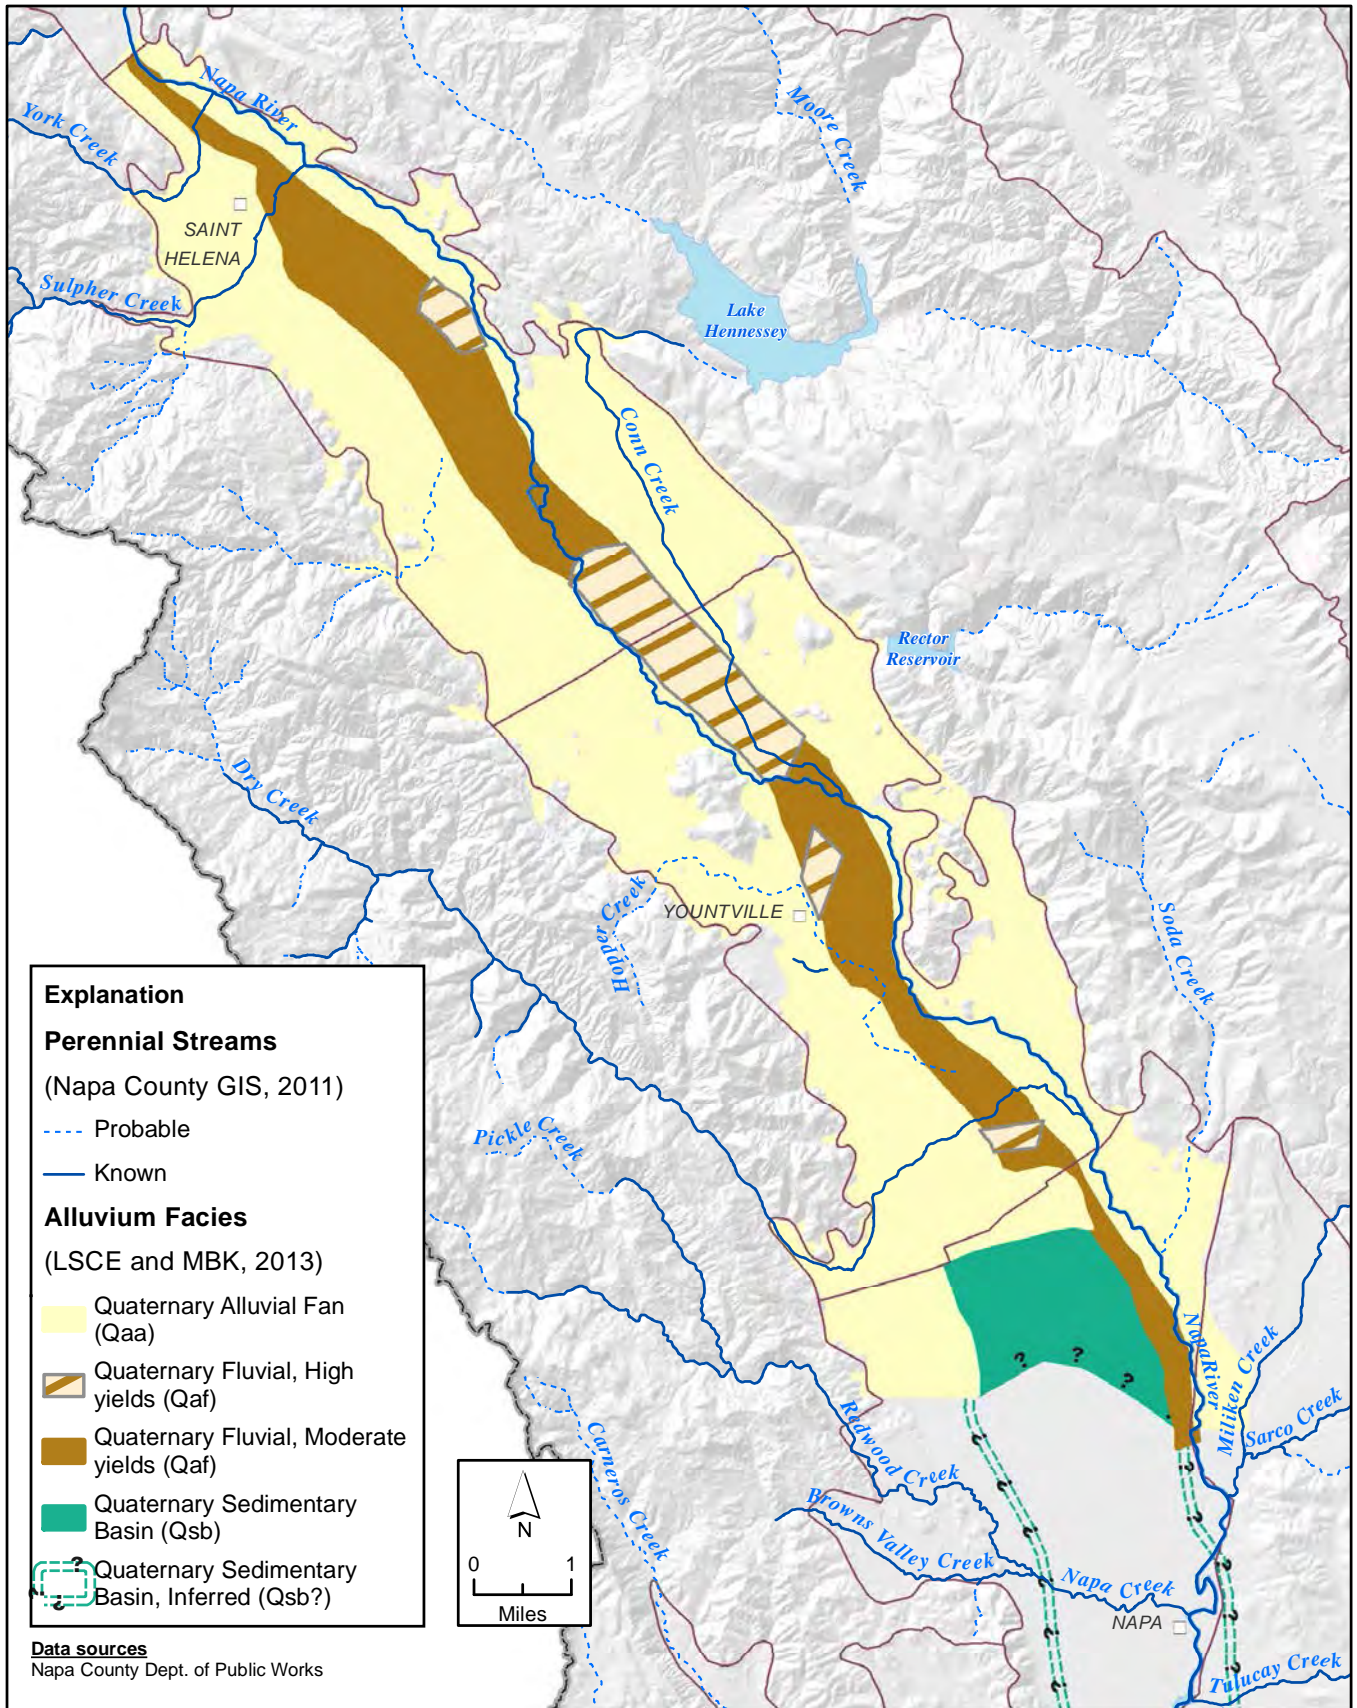 Napa River
York Creek
Moore Creek
SAINT
HELENA
Sulpher Creek
Lake
Hennessey
Conn Creek
Rector
Reservoir
Dry Creek
Hopper Creek
YOUNTVILLE
Soda Creek
Pickle Creek
Napa River
Miliken Creek
Sarco Creek
Redwood Creek
Carneros Creek
Browns Valley Creek
Napa Creek
NAPA
Tulucay Creek
? ? ?
Explanation
Perennial Streams
(Napa County GIS, 2011)
Probable
Known
Alluvium Facies
(LSCE and MBK, 2013)
Quaternary Alluvial Fan
(Qaa)
Quaternary Fluvial, High
yields (Qaf)
Quaternary Fluvial, Moderate
yields (Qaf)
Quaternary Sedimentary
Basin (Qsb)
Quaternary Sedimentary
Basin, Inferred (Qsb?)
N
0 1
Miles
Data sources
Napa County Dept. of Public Works